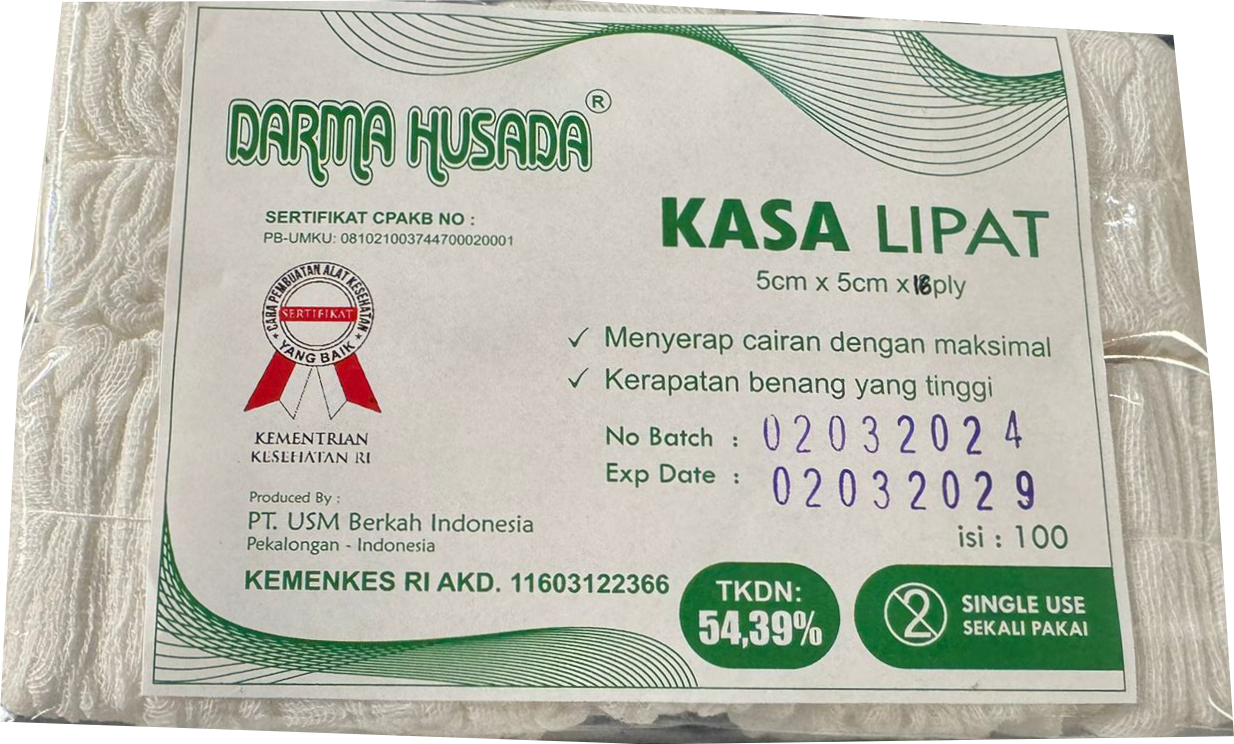 DARMA HUSADA ®
SERTIFIKAT CPAKB NO :
PB-UMKU: 081021003744700020001
CARA PEMBUATAN ALAT KESEHATAN
SERTIFIKAT
YANG BAIK
KEMENTRIAN
KESEHATAN RI
Produced By :
PT. USM Berkah Indonesia
Pekalongan - Indonesia
KEMENKES RI AKD. 11603122366
KASA LIPAT
5cm x 5cm x 16ply
Menyerap cairan dengan maksimal
Kerapatan benang yang tinggi
No Batch : 02032024
Exp Date : 02032029
isi : 100
TKDN:
54,39%
2
SINGLE USE
SEKALI PAKAI